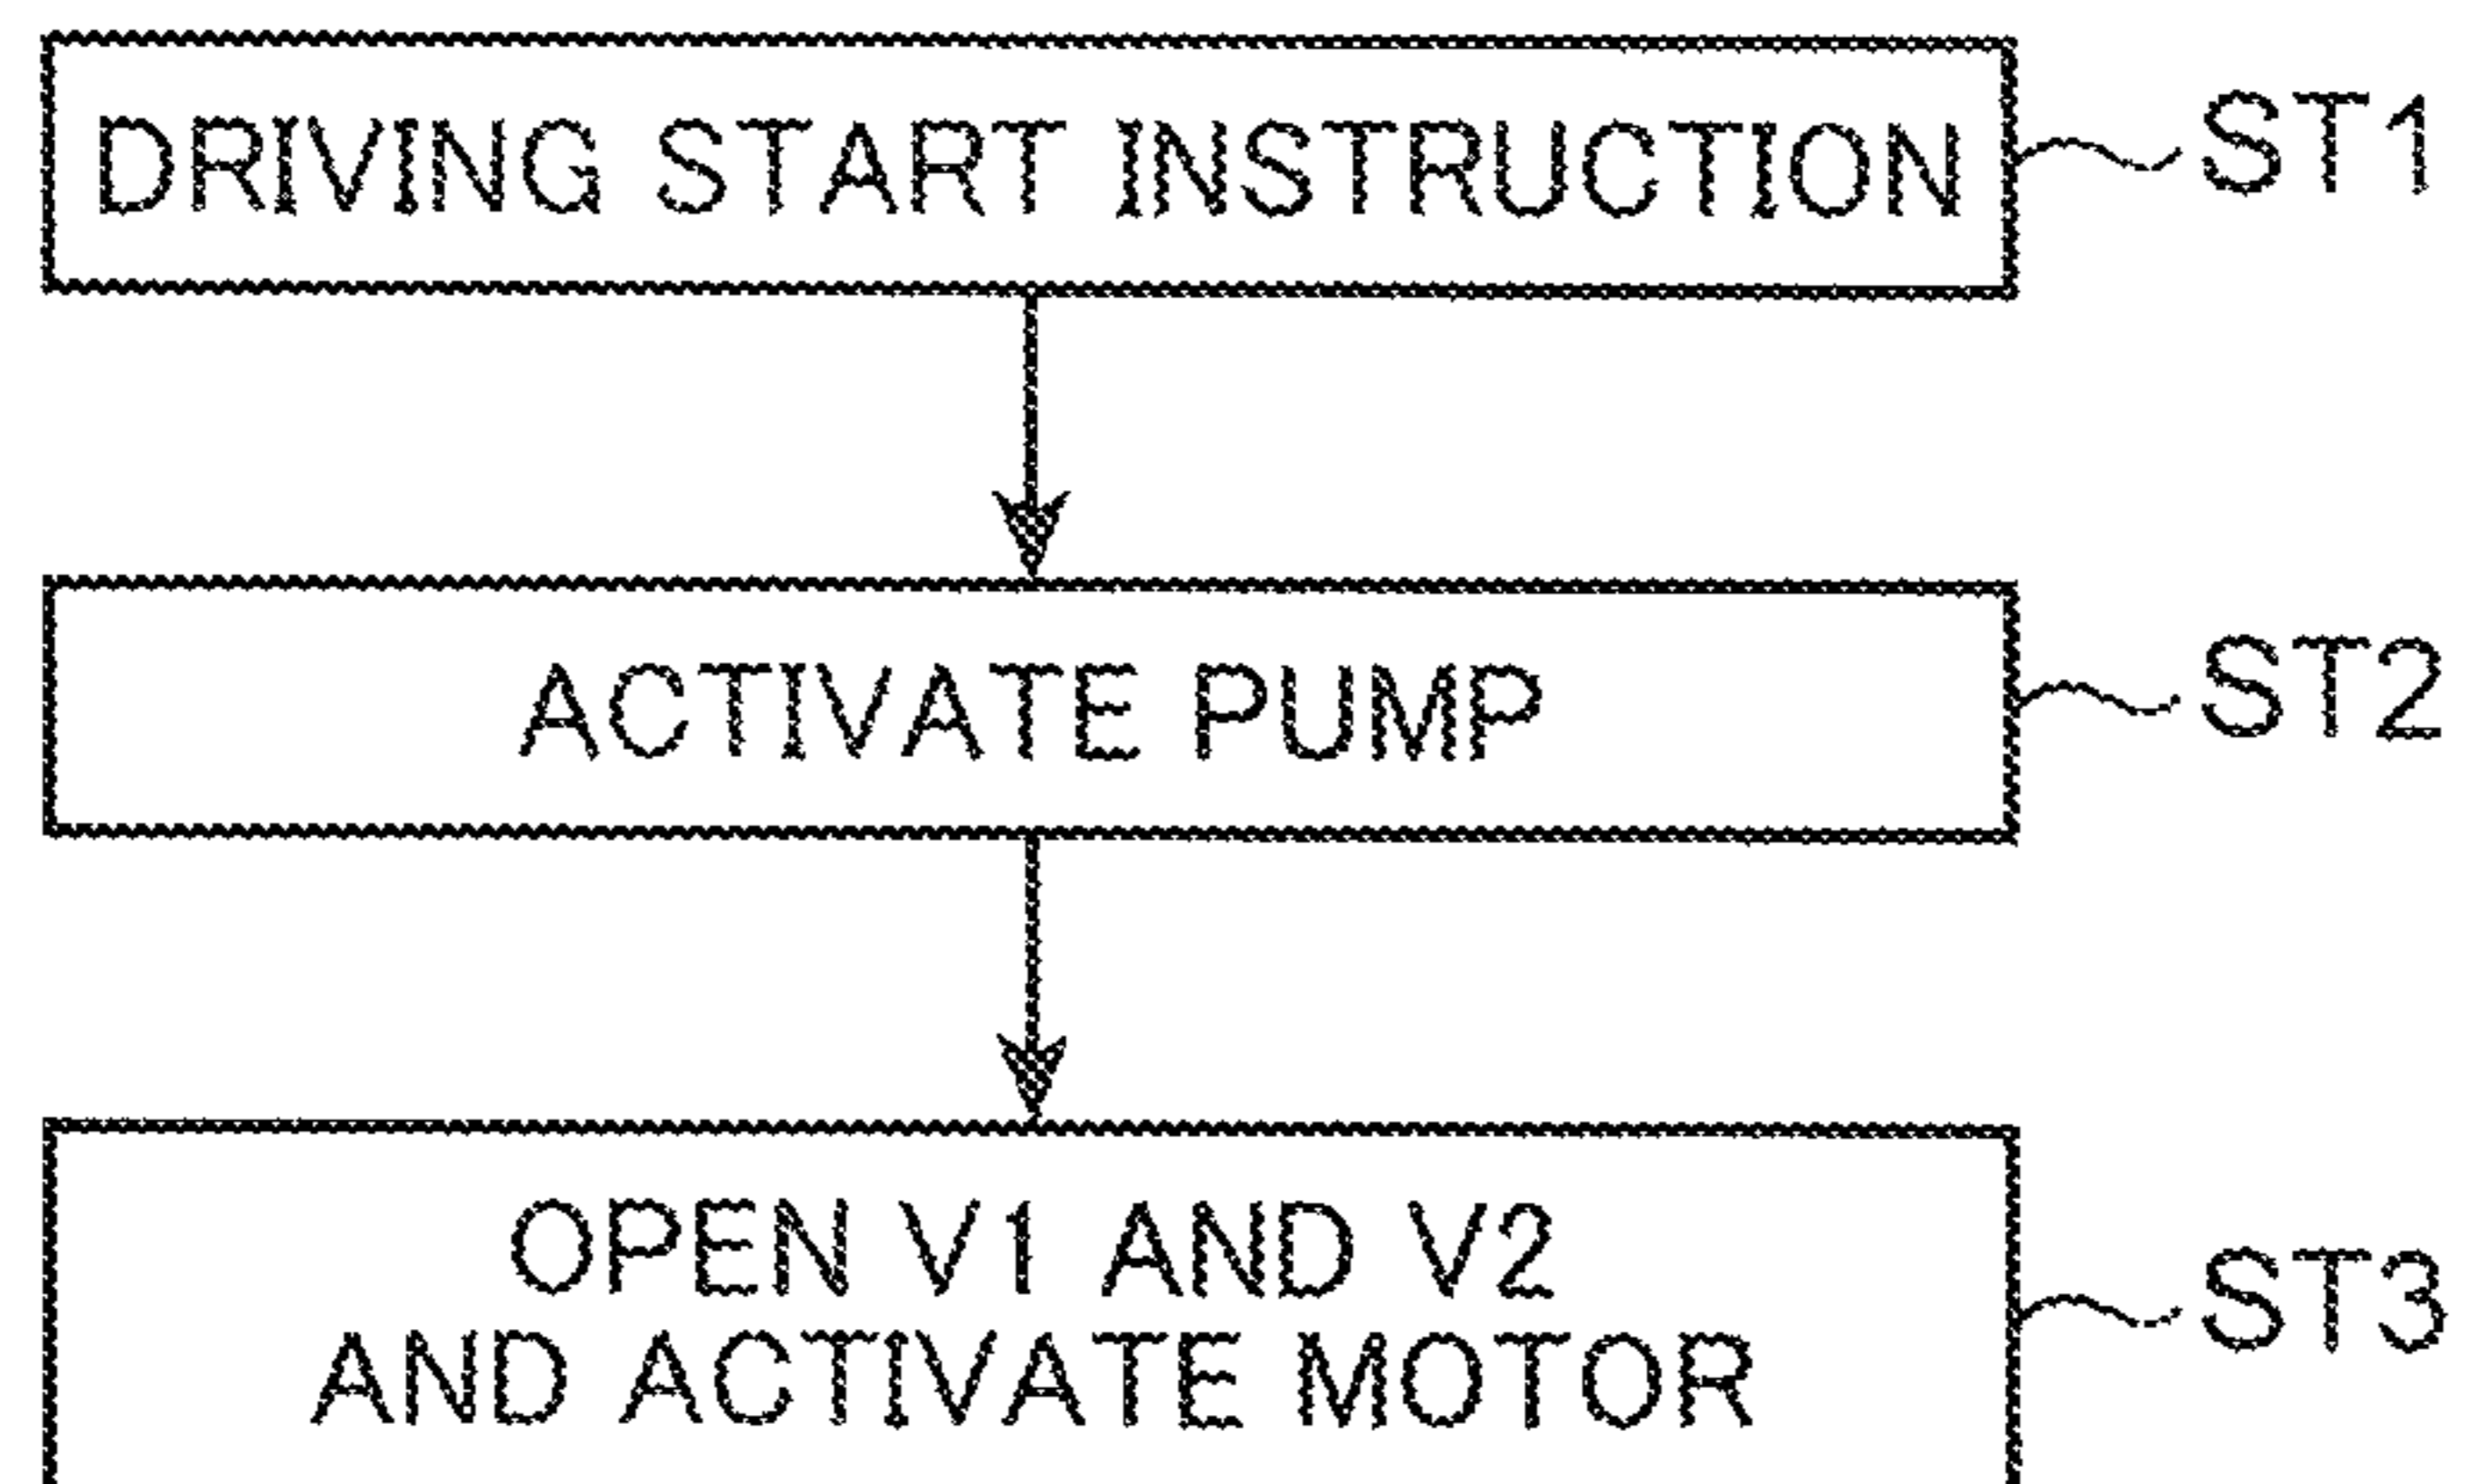 DRIVING START INSTRUCTION ST1
ACTIVATE PUMP ST2
OPEN V1 AND V2
AND ACTIVATE MOTOR
ST3